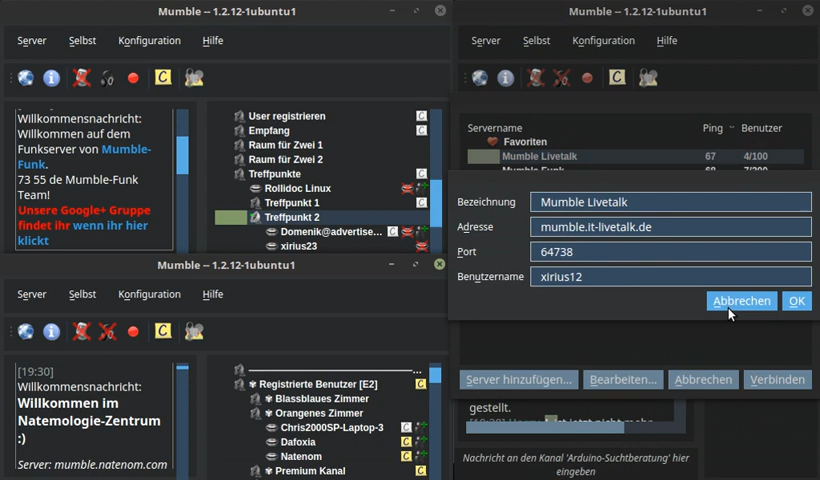 Mumble -- 1.2.12-1ubuntu1
Server Selbst Konfiguration Hilfe
Willkommensnachricht:
Willkommen auf dem
Funkserver von Mumble-
Funk.
73 55 de Mumble-Funk
Team!
Unsere Google+ Gruppe
findet ihr wenn ihr hier
klickt
User registrieren
Empfang
Raum für Zwei 1
Raum für Zwei 2
Treffpunkte
Rollidoc Linux
Treffpunkt 1
Treffpunkt 2
Domenik@advertise...
xirius23
Mumble -- 1.2.12-1ubuntu1
Server Selbst Konfiguration Hilfe
Servername Ping Benutzer
Favoriten
Mumble Livetalk 67 4/100
Bezeichnung Mumble Livetalk
Adresse mumble.it-livetalk.de
Port 64738
Benutzername xirius12
Abbrechen OK
Server hinzufügen... Bearbeiten... Abbrechen Verbinden
gestellt.
Nachricht an den Kanal 'Arduino-Suchtberatung' hier
eingeben
Mumble -- 1.2.12-1ubuntu1
Server Selbst Konfiguration Hilfe
[19:30]
Willkommensnachricht:
Willkommen im
Natemologie-Zentrum
:)
Server: mumble.natenom.com
Registrierte Benutzer [E2]
Blassblaues Zimmer
Orangenes Zimmer
Chris2000SP-Laptop-3
Dafoxia
Natenom
Premium Kanal